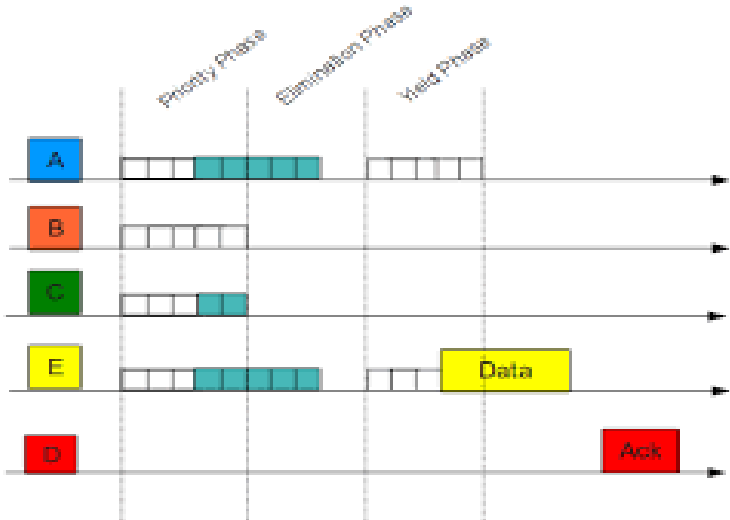 Priority Phase
Elimination Phase
Yield Phase
A
B
C
E
Data
D
Ack